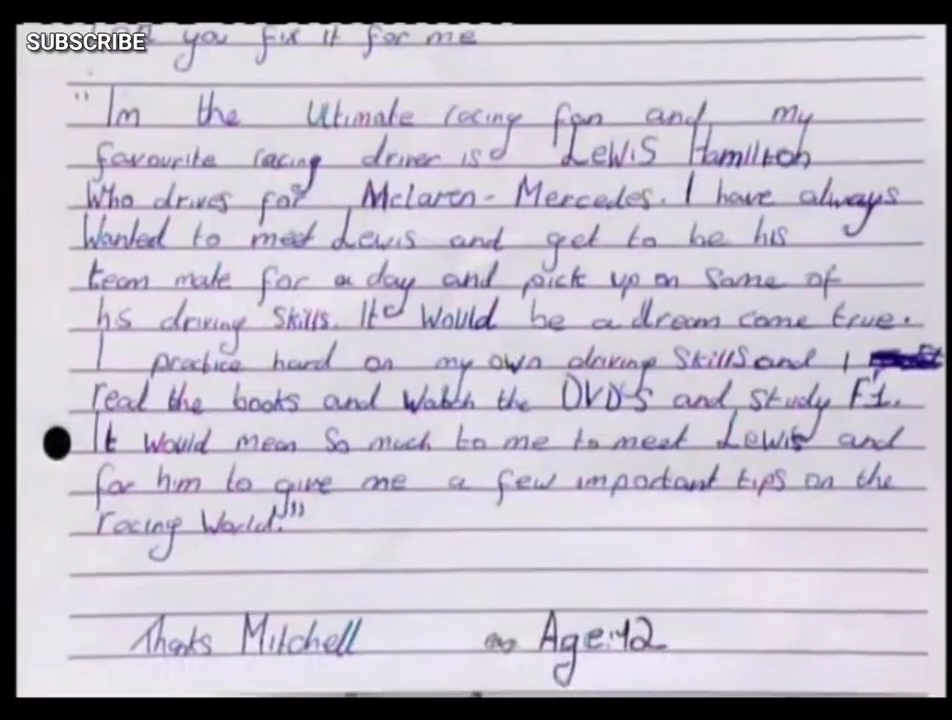 SUBSCRIBE
you fix it for me
"Im the Ultimate racing fan and my
favourite racing driver is Lewis Hamilton
Who drives for Mclaren-Mercedes. I have always
Wanted to meet Lewis and get to be his
team mate for a day and pick up on some of
his driving skills. It would be a dream come true.
I practice hard on my own driving skills and I
read the books and watch the DVD's and study F1.
It would mean so much to me to meet Lewis and
for him to give me a few important tips on the
racing world."
Thanks Mitchell Age:12